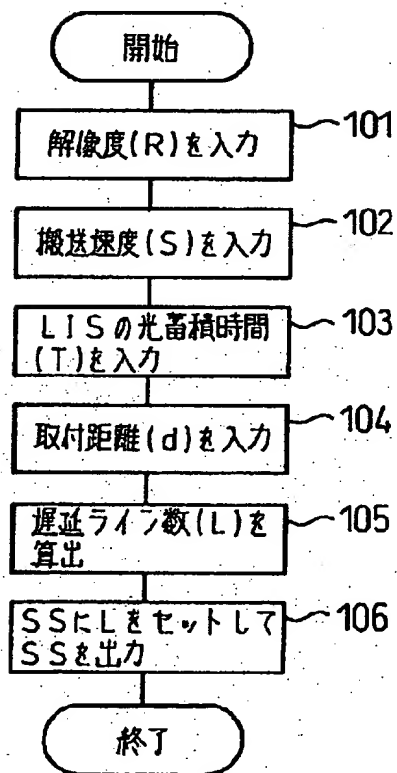 開始
解像度(R)を入力
101
搬送速度(S)を入力
102
LISの光蓄積時間
(T)を入力
103
取付距離(d)を入力
104
遅延ライン数(L)を
算出
105
SSにLをセットして
SSを出力
106
終了